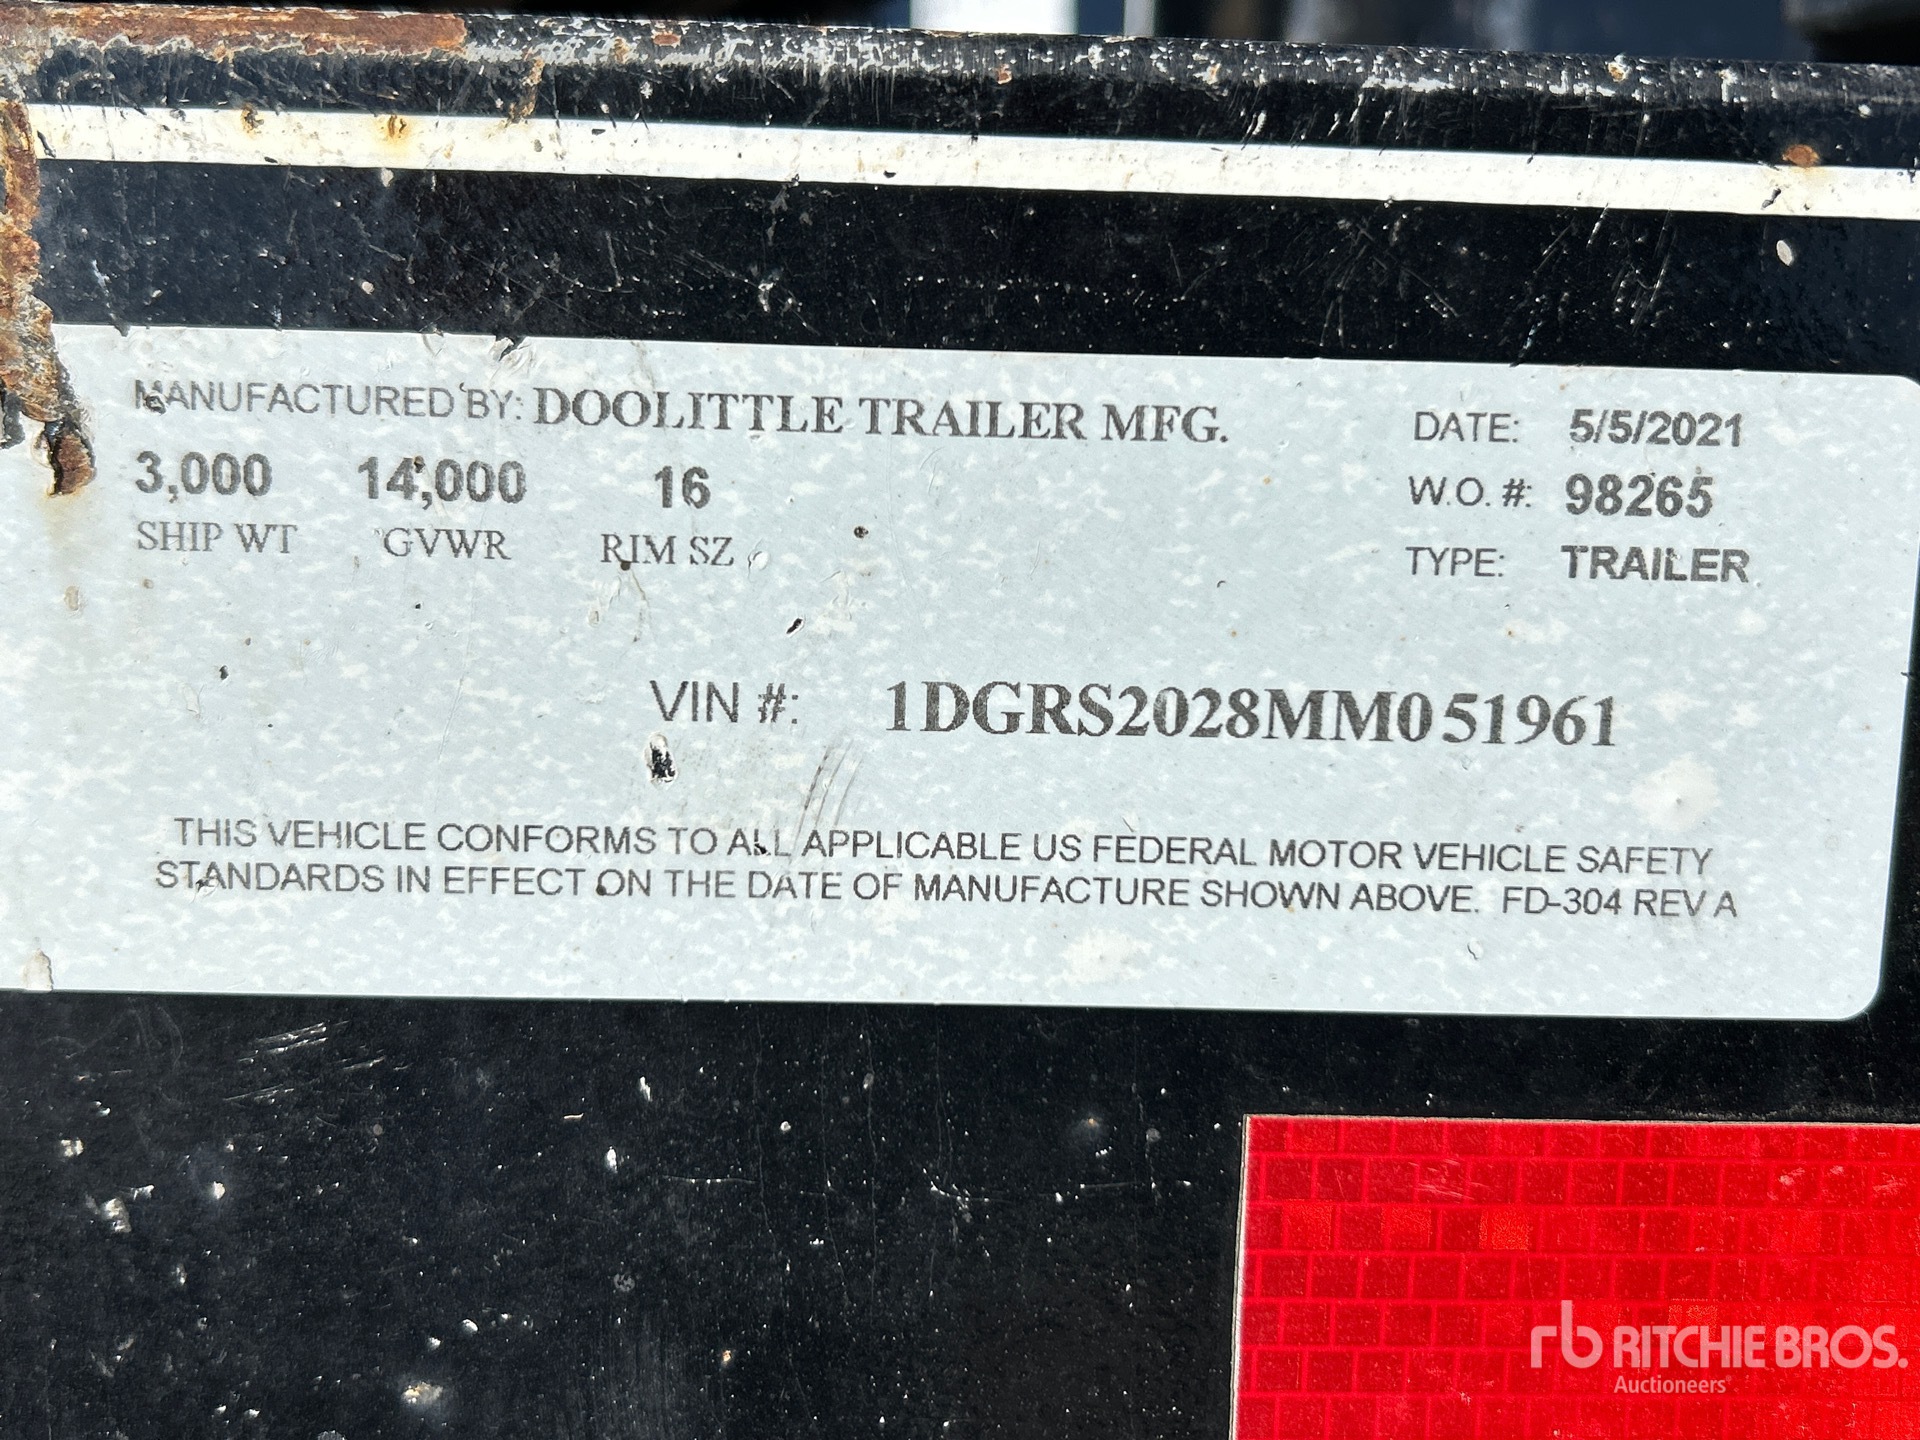 MANUFACTURED BY: DOOLITTLE TRAILER MFG. DATE: 5/5/2021
3,000 14,000 16 W.O. #: 98265
SHIP WT GVWR RIM SZ TYPE: TRAILER
VIN #: 1DGRS2028MM051961
THIS VEHICLE CONFORMS TO ALL APPLICABLE US FEDERAL MOTOR VEHICLE SAFETY
STANDARDS IN EFFECT ON THE DATE OF MANUFACTURE SHOWN ABOVE. FD-304 REV A
rb RITCHIE BROS.
Auctioneers